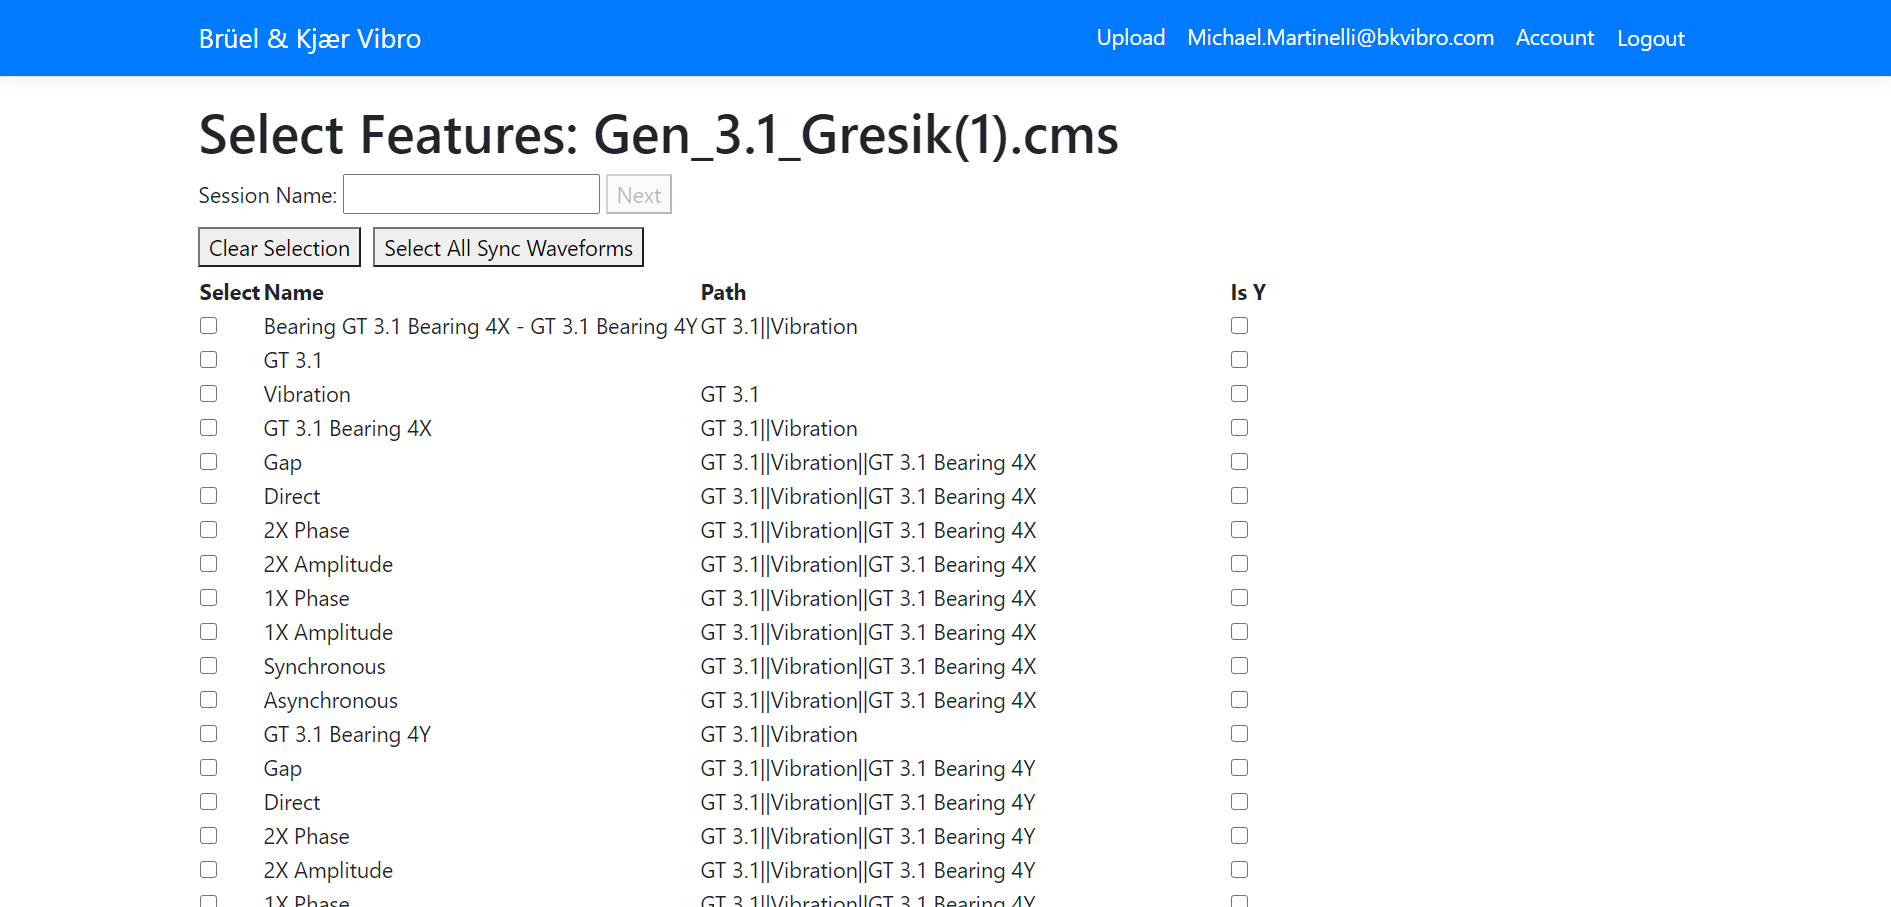 Brüel & Kjær Vibro Upload Michael.Martinelli@bkvibro.com Account Logout
Select Features: Gen_3.1_Gresik(1).cms
Session Name: Next
Clear Selection Select All Sync Waveforms
Select Name Path Is Y
Bearing GT 3.1 Bearing 4X - GT 3.1 Bearing 4Y GT 3.1||Vibration
GT 3.1
Vibration GT 3.1
GT 3.1 Bearing 4X GT 3.1||Vibration
Gap GT 3.1||Vibration||GT 3.1 Bearing 4X
Direct GT 3.1||Vibration||GT 3.1 Bearing 4X
2X Phase GT 3.1||Vibration||GT 3.1 Bearing 4X
2X Amplitude GT 3.1||Vibration||GT 3.1 Bearing 4X
1X Phase GT 3.1||Vibration||GT 3.1 Bearing 4X
1X Amplitude GT 3.1||Vibration||GT 3.1 Bearing 4X
Synchronous GT 3.1||Vibration||GT 3.1 Bearing 4X
Asynchronous GT 3.1||Vibration||GT 3.1 Bearing 4X
GT 3.1 Bearing 4Y GT 3.1||Vibration
Gap GT 3.1||Vibration||GT 3.1 Bearing 4Y
Direct GT 3.1||Vibration||GT 3.1 Bearing 4Y
2X Phase GT 3.1||Vibration||GT 3.1 Bearing 4Y
2X Amplitude GT 3.1||Vibration||GT 3.1 Bearing 4Y
1X Phase GT 3.1||Vibration||GT 3.1 Bearing 4Y